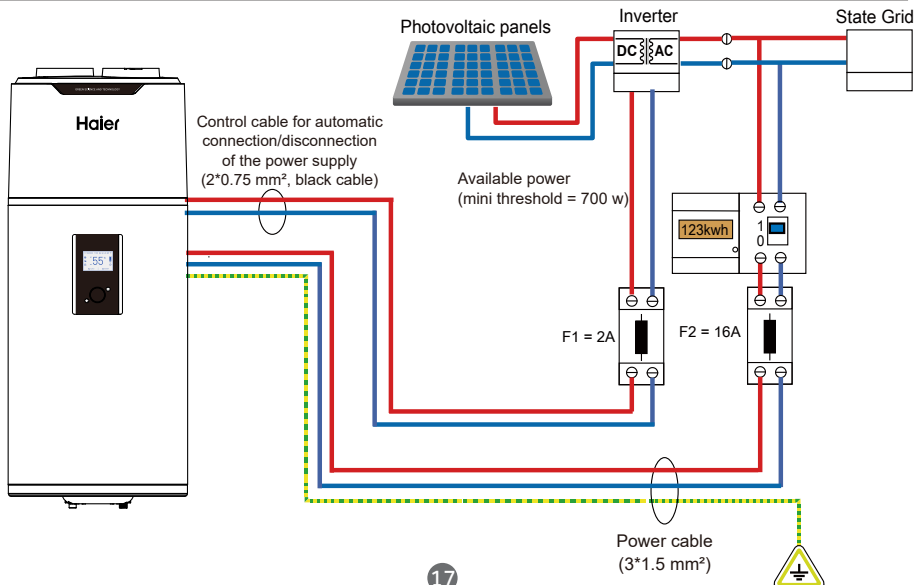 Photovoltaic panels
Inverter
State Grid
DC
AC
Haier
Control cable for automatic
connection/disconnection
of the power supply
(2*0.75 mm², black cable)
Available power
(mini threshold = 700 w)
123kwh
1
0
55°
F1 = 2A
F2 = 16A
Power cable
(3*1.5 mm²)
17